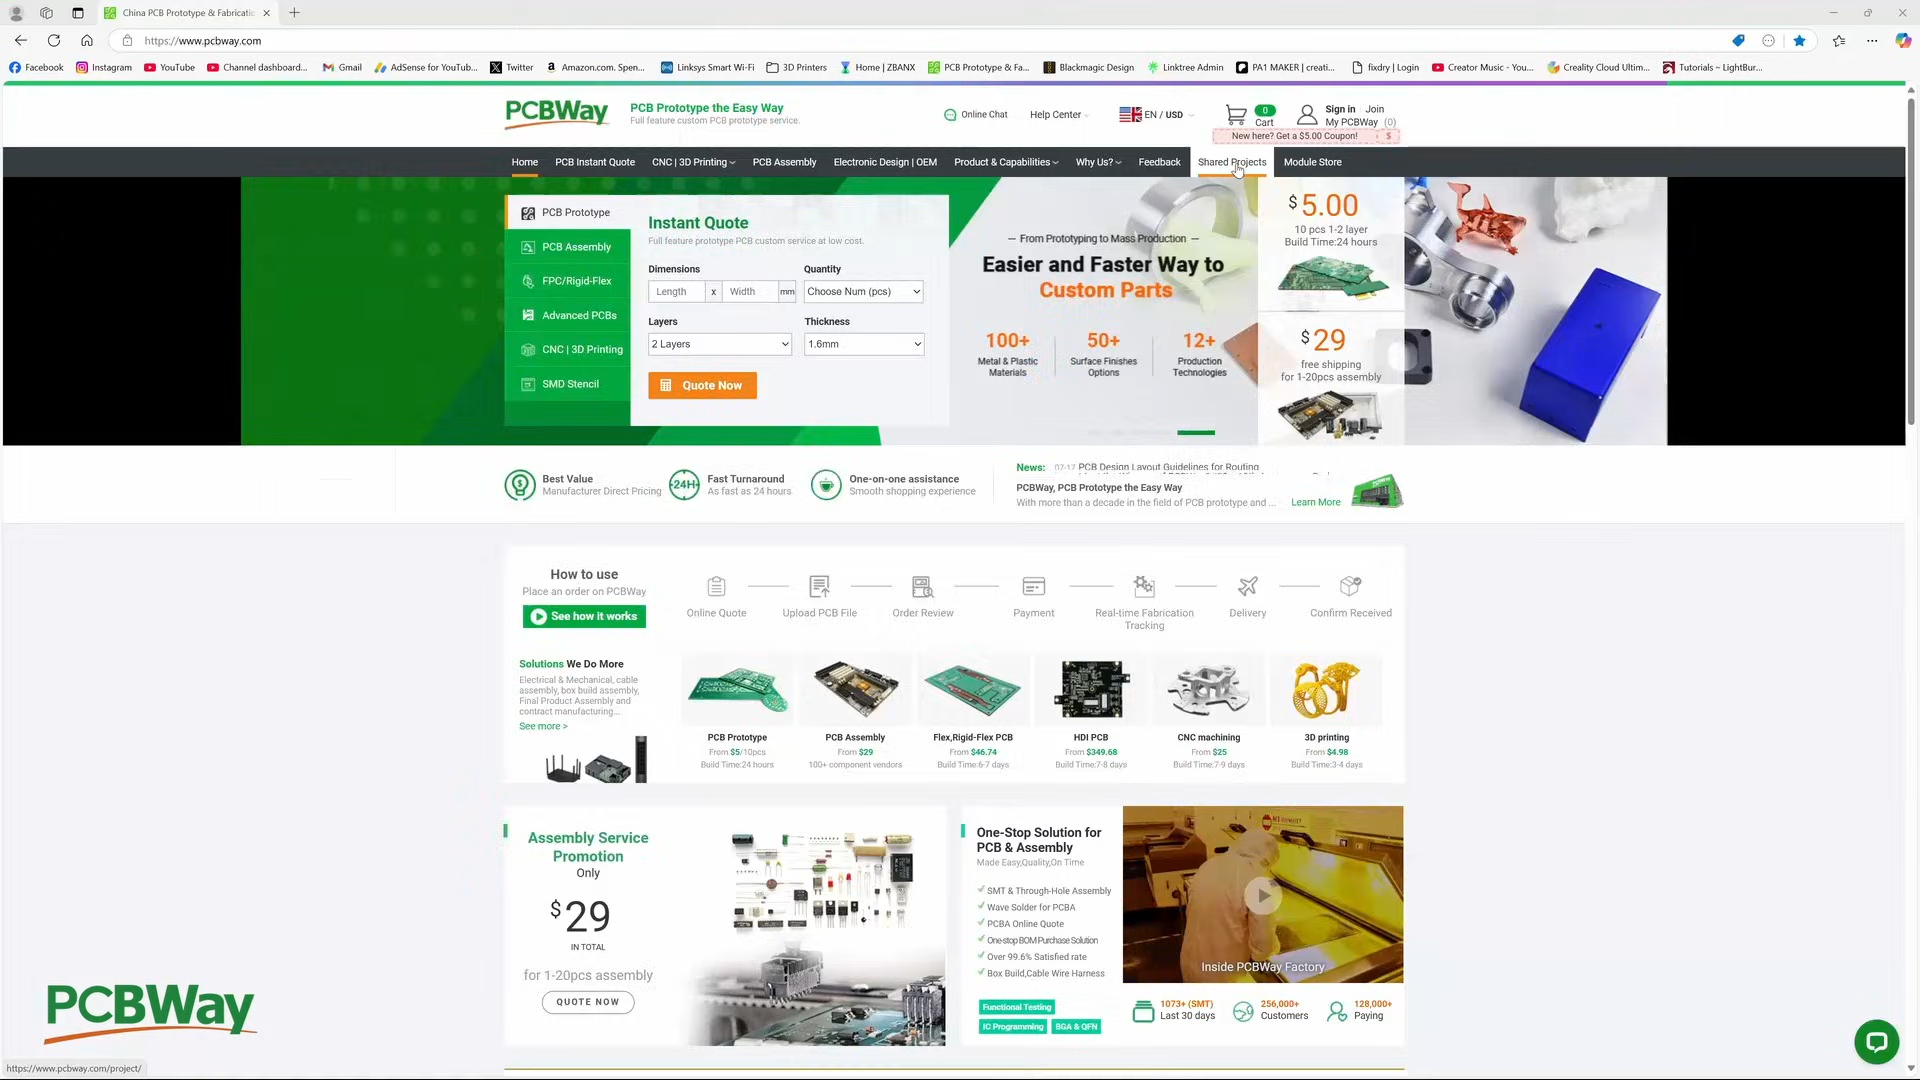 China PCB Prototype & Fabricatic
https://www.pcbway.com
Facebook
Instagram
YouTube
Channel dashboard...
Gmail
AdSense for YouTub...
Twitter
Amazon.com. Spen...
Linksys Smart Wi-Fi
3D Printers
Home | ZBANX
PCB Prototype & Fa...
Blackmagic Design
Linktree Admin
PA1 MAKER | creati...
fixdry | Login
Creator Music - You...
Creality Cloud Ultim...
Tutorials ~ LightBur...
PCBWay
PCB Prototype the Easy Way
Full feature custom PCB prototype service.
Online Chat
Help Center
EN / USD
0
Cart
Sign in
Join
My PCBWay (0)
New here? Get a $5.00 Coupon!
$
Home
PCB Instant Quote
CNC | 3D Printing
PCB Assembly
Electronic Design | OEM
Product & Capabilities
Why Us?
Feedback
Shared Projects
Module Store
PCB Prototype
PCB Assembly
FPC/Rigid-Flex
Advanced PCBs
CNC | 3D Printing
SMD Stencil
Instant Quote
Full feature prototype PCB custom service at low cost.
Dimensions
Quantity
Length
x
Width
mm
Choose Num (pcs)
Layers
Thickness
2 Layers
1.6mm
Quote Now
— From Prototyping to Mass Production —
Easier and Faster Way to
Custom Parts
100+
Metal & Plastic
Materials
50+
Surface Finishes
Options
12+
Production
Technologies
$ 5.00
10 pcs 1-2 layer
Build Time:24 hours
$ 29
free shipping
for 1-20pcs assembly
Best Value
Manufacturer Direct Pricing
24H
Fast Turnaround
As fast as 24 hours
One-on-one assistance
Smooth shopping experience
News:
07-17 PCB Design Layout Guidelines for Routing
PCBWay, PCB Prototype the Easy Way
With more than a decade in the field of PCB prototype and ...
Learn More
How to use
Place an order on PCBWay
See how it works
Online Quote
Upload PCB File
Order Review
Payment
Real-time Fabrication
Tracking
Delivery
Confirm Received
Solutions We Do More
Electrical & Mechanical, cable
assembly, box build assembly,
Final Product Assembly and
contract manufacturing...
See more >
PCB Prototype
From $5/10pcs
Build Time:24 hours
PCB Assembly
From $29
100+ component vendors
Flex,Rigid-Flex PCB
From $46.74
Build Time:6-7 days
HDI PCB
From $349.68
Build Time:7-8 days
CNC machining
From $25
Build Time:7-9 days
3D printing
From $4.98
Build Time:3-4 days
Assembly Service
Promotion
Only
$29
IN TOTAL
for 1-20pcs assembly
QUOTE NOW
One-Stop Solution for
PCB & Assembly
Made Easy,Quality,On Time
SMT & Through-Hole Assembly
Wave Solder for PCBA
PCBA Online Quote
One-stop BOM Purchase Solution
Over 99.6% Satisfied rate
Box Build,Cable Wire Harness
Functional Testing
IC Programming
BGA & QFN
Inside PCBWay Factory
1073+ (SMT)
Last 30 days
256,000+
Customers
128,000+
Paying
PCBWay
https://www.pcbway.com/project/